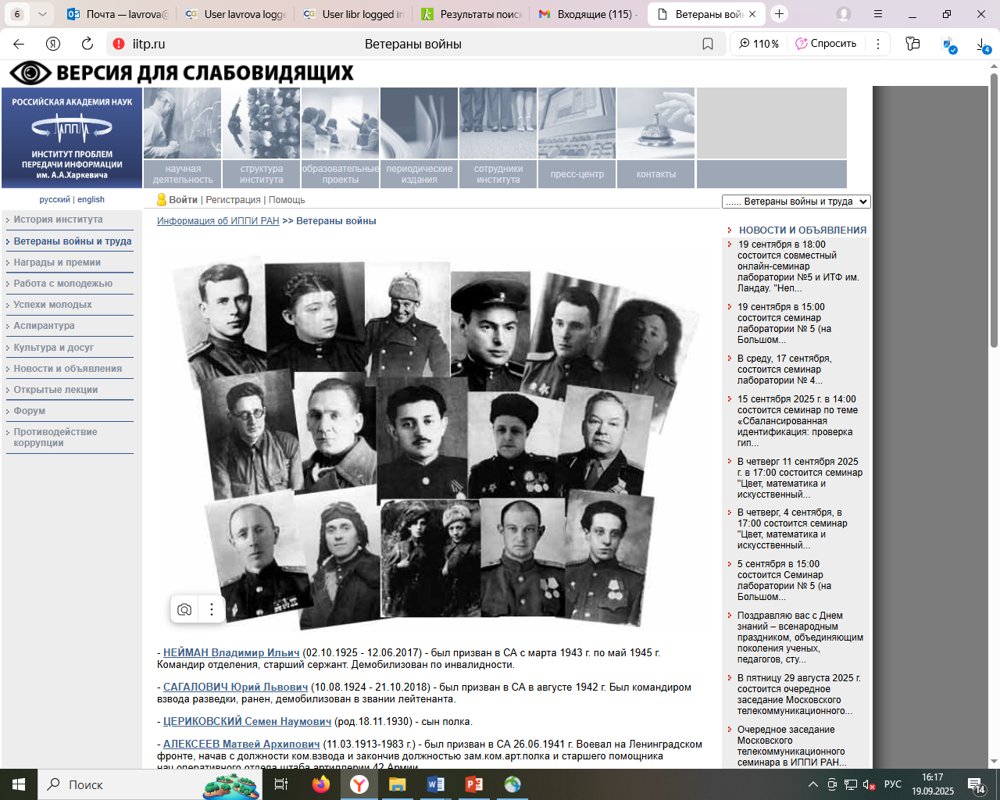 6
Почта — lavrova@
User lavrova logge
User libr logged in
Результаты поиск
Входящие (115) -
Ветераны войн
iitp.ru
Ветераны войны
110 %
Спросить
4
ВЕРСИЯ ДЛЯ СЛАБОВИДЯЩИХ
РОССИЙСКАЯ АКАДЕМИЯ НАУК
ИППИ
ИНСТИТУТ ПРОБЛЕМ
ПЕРЕДАЧИ ИНФОРМАЦИИ
им. А.А.Харкевича
научная
деятельность
структура
института
образовательные
проекты
периодические
издания
сотрудники
института
пресс-центр
контакты
русский | english
Войти | Регистрация | Помощь
...... Ветераны войны и труда
История института
Ветераны войны и труда
Награды и премии
Работа с молодежью
Успехи молодых
Аспирантура
Культура и досуг
Новости и объявления
Открытые лекции
Форум
Противодействие
коррупции
Информация об ИППИ РАН >> Ветераны войны
- НЕЙМАН Владимир Ильич (02.10.1925 - 12.06.2017) - был призван в СА с марта 1943 г. по май 1945 г.
Командир отделения, старший сержант. Демобилизован по инвалидности.
- САГАЛОВИЧ Юрий Львович (10.08.1924 - 21.10.2018) - был призван в СА в августе 1942 г. Был командиром
взвода разведки, ранен, демобилизован в звании лейтенанта.
- ЦЕРИКОВСКИЙ Семен Наумович (род.18.11.1930) - сын полка.
- АЛЕКСЕЕВ Матвей Архипович (11.03.1913-1983 г.) - был призван в СА 26.06.1941 г. Воевал на Ленинградском
фронте, начав с должности ком.взвода и закончив должностью зам.ком.арт.полка и старшего помощника
нач.оперативного отдела штаба артиллерии 42 Армии.
НОВОСТИ И ОБЪЯВЛЕНИЯ
19 сентября в 18:00
состоится совместный
онлайн-семинар
лаборатории №5 и ИТФ им.
Ландау. "Неп...
19 сентября в 15:00
состоится семинар
лаборатории № 5 (на
Большом...
В среду, 17 сентября,
состоится семинар
лаборатории № 4...
15 сентября 2025 г. в 14:00
состоится семинар по теме
«Сбалансированная
идентификация: проверка
гип...
В четверг 11 сентября 2025
г. в 17:00 состоится семинар
"Цвет, математика и
искусственный...
В четверг, 4 сентября, в
17:00 состоится семинар
"Цвет, математика и
искусственный...
5 сентября в 15:00
состоится Семинар
лаборатории № 5 (на
Большом...
Поздравляю вас с Днем
знаний – всенародным
праздником, объединяющим
поколения ученых,
педагогов, сту...
В пятницу 29 августа 2025 г.
состоится очередное
заседание Московского
телекоммуникационного...
Очередное заседание
Московского
телекоммуникационного
семинара в ИППИ РАН...
Поиск
РУС
16:17
19.09.2025
14